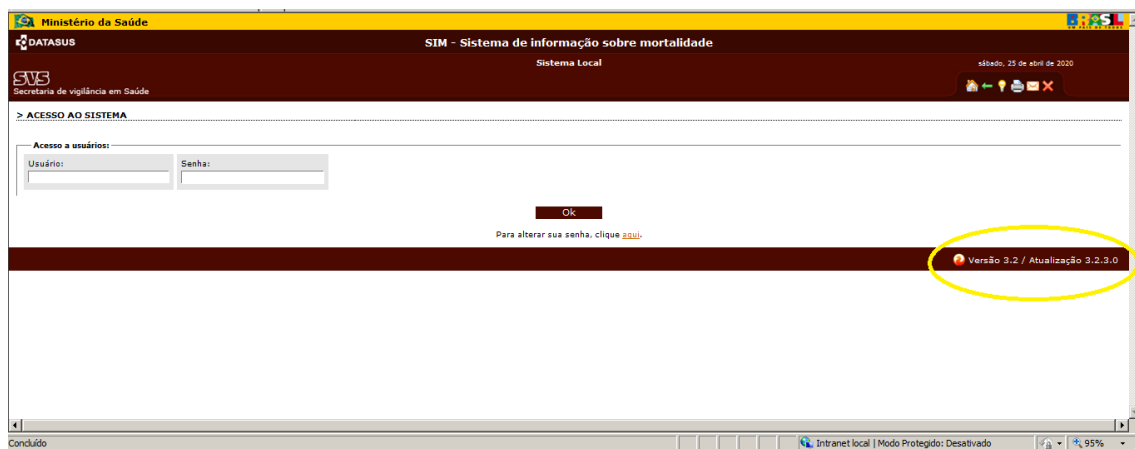 Ministério da Saúde
BRASIL
DATASUS
SIM - Sistema de informação sobre mortalidade
Sistema Local
sábado, 25 de abril de 2020
SVS
Secretaria de vigilância em Saúde
> ACESSO AO SISTEMA
Acesso a usuários:
Usuário:
Senha:
Ok
Para alterar sua senha, clique aqui.
Versão 3.2 / Atualização 3.2.3.0
Concluído
Intranet local | Modo Protegido: Desativado
95%